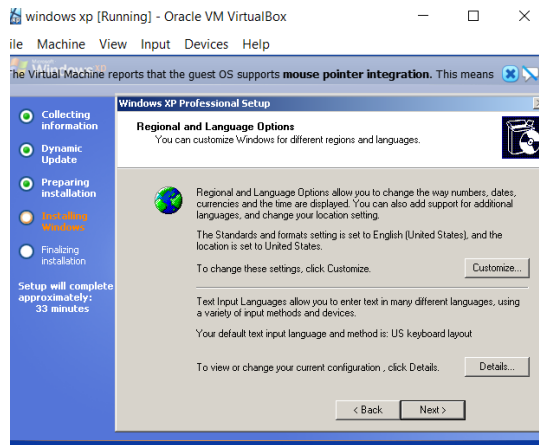 windows xp [Running] - Oracle VM VirtualBox
ile Machine View Input Devices Help
he Virtual Machine reports that the guest OS supports mouse pointer integration. This means
Collecting
information
Dynamic
Update
Preparing
installation
Installing
Windows
Finalizing
installation
Setup will complete
approximately:
33 minutes
Windows XP Professional Setup
Regional and Language Options
You can customize Windows for different regions and languages.
Regional and Language Options allow you to change the way numbers, dates,
currencies and the time are displayed. You can also add support for additional
languages, and change your location setting.
The Standards and formats setting is set to English (United States), and the
location is set to United States.
To change these settings, click Customize.
Customize...
Text Input Languages allow you to enter text in many different languages, using
a variety of input methods and devices.
Your default text input language and method is: US keyboard layout
To view or change your current configuration , click Details.
Details...
< Back
Next >